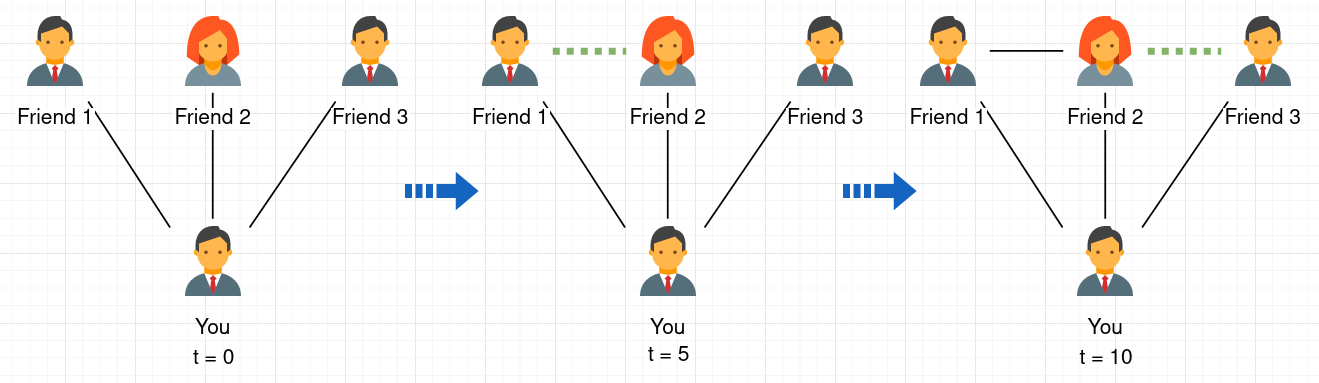 Friend 1
Friend 2
Friend 3
You
t = 0
Friend 1
Friend 2
Friend 3
You
t = 5
Friend 1
Friend 2
Friend 3
You
t = 10